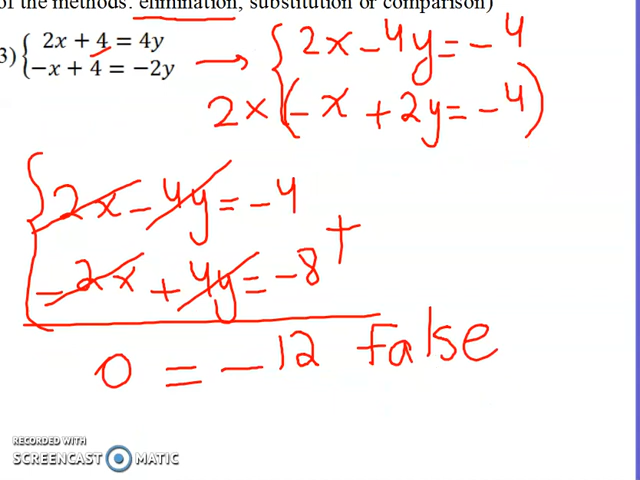 of the methods: elimination, substitution or comparison)
3) { 2x + 4 = 4y
−x + 4 = −2y
→ { 2x − 4y = −4
2x (− x + 2y = −4)
{ 2x − 4y = −4
− 2x + 4y = −8 +
0 = −12 False
RECORDED WITH
SCREENCAST MATIC